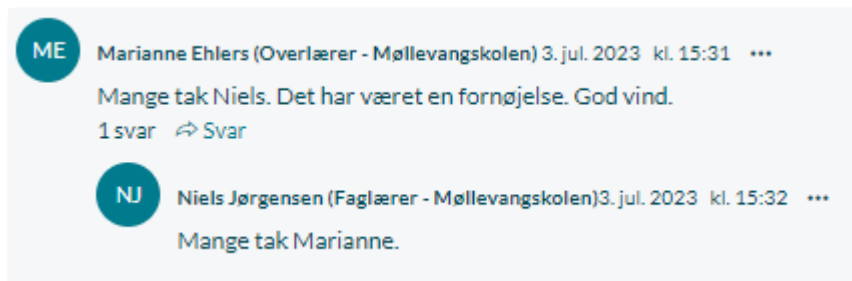 ME
Marianne Ehlers (Overlærer - Møllevangskolen) 3. jul. 2023 kl. 15:31 •••
Mange tak Niels. Det har været en fornøjelse. God vind.
1 svar Svar
NJ
Niels Jørgensen (Faglærer - Møllevangskolen)3. jul. 2023 kl. 15:32 •••
Mange tak Marianne.